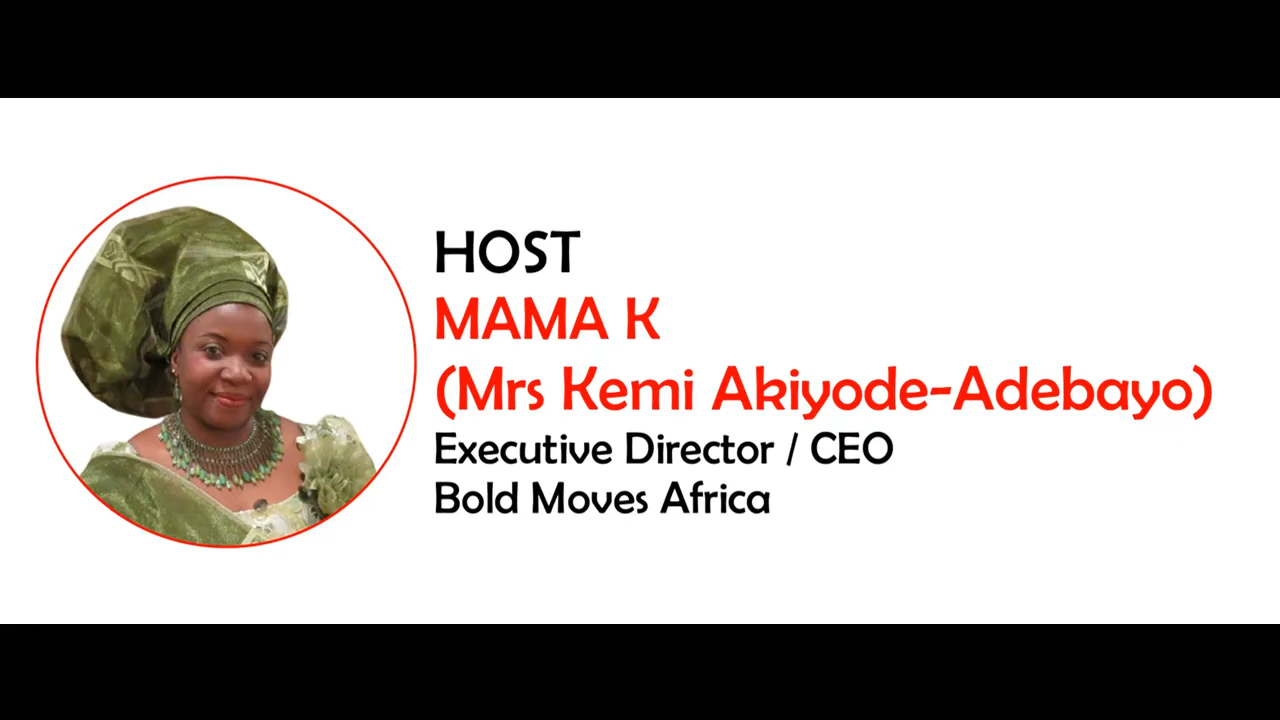 HOST
MAMA K
(Mrs Kemi Akiyode-Adebayo)
Executive Director / CEO
Bold Moves Africa